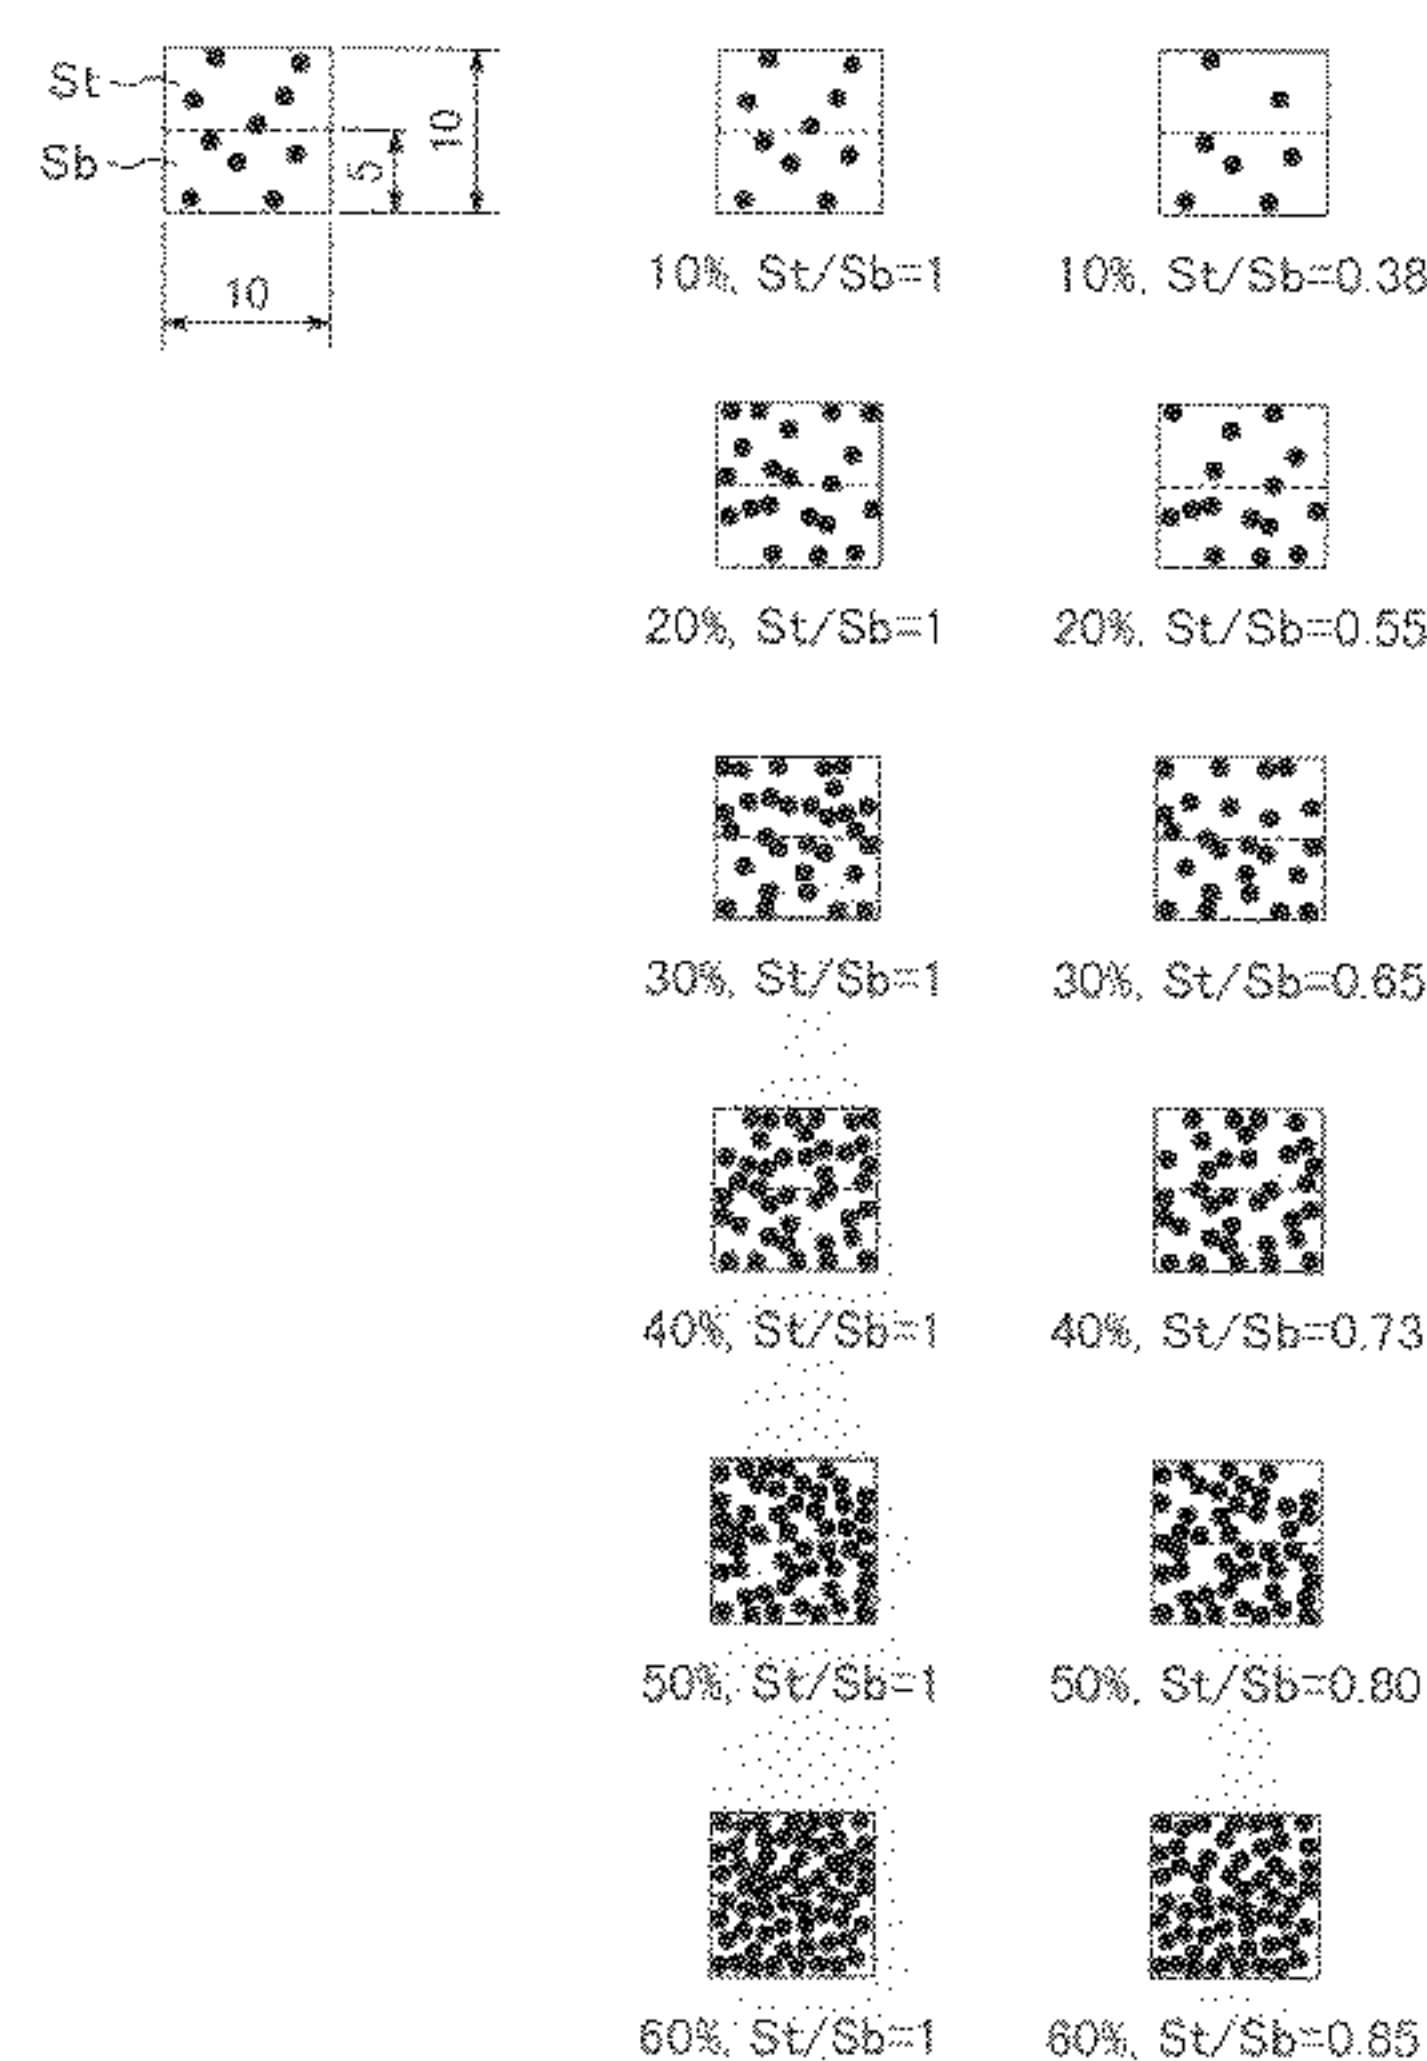 St
Sb
5
10
10
10%, St/Sb=1
10%, St/Sb=0.38
20%, St/Sb=1
20%, St/Sb=0.55
30%, St/Sb=1
30%, St/Sb=0.65
40%, St/Sb=1
40%, St/Sb=0.73
50%, St/Sb=1
50%, St/Sb=0.80
60%, St/Sb=1
60%, St/Sb=0.85